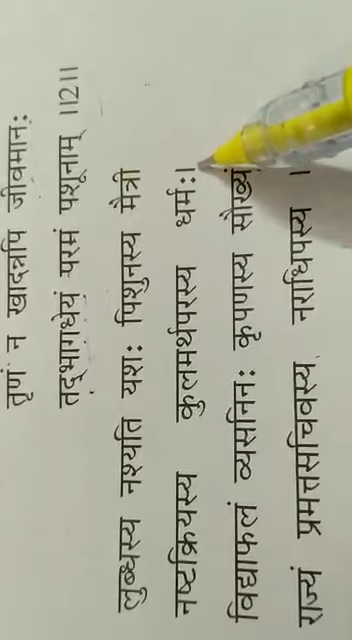 तृणं न खादन्नपि जीवमानः
तद्भागधेयं परमं पशूनाम् ।।2।।
लुब्धस्य नश्यति यशः पिशुनस्य मैत्री
नष्टक्रियस्य कुलमर्थपरस्य धर्मः।
विद्याफलं व्यसनिनः कृपणस्य सौख्यं
राज्यं प्रमत्तसचिवस्य नराधिपस्य ।